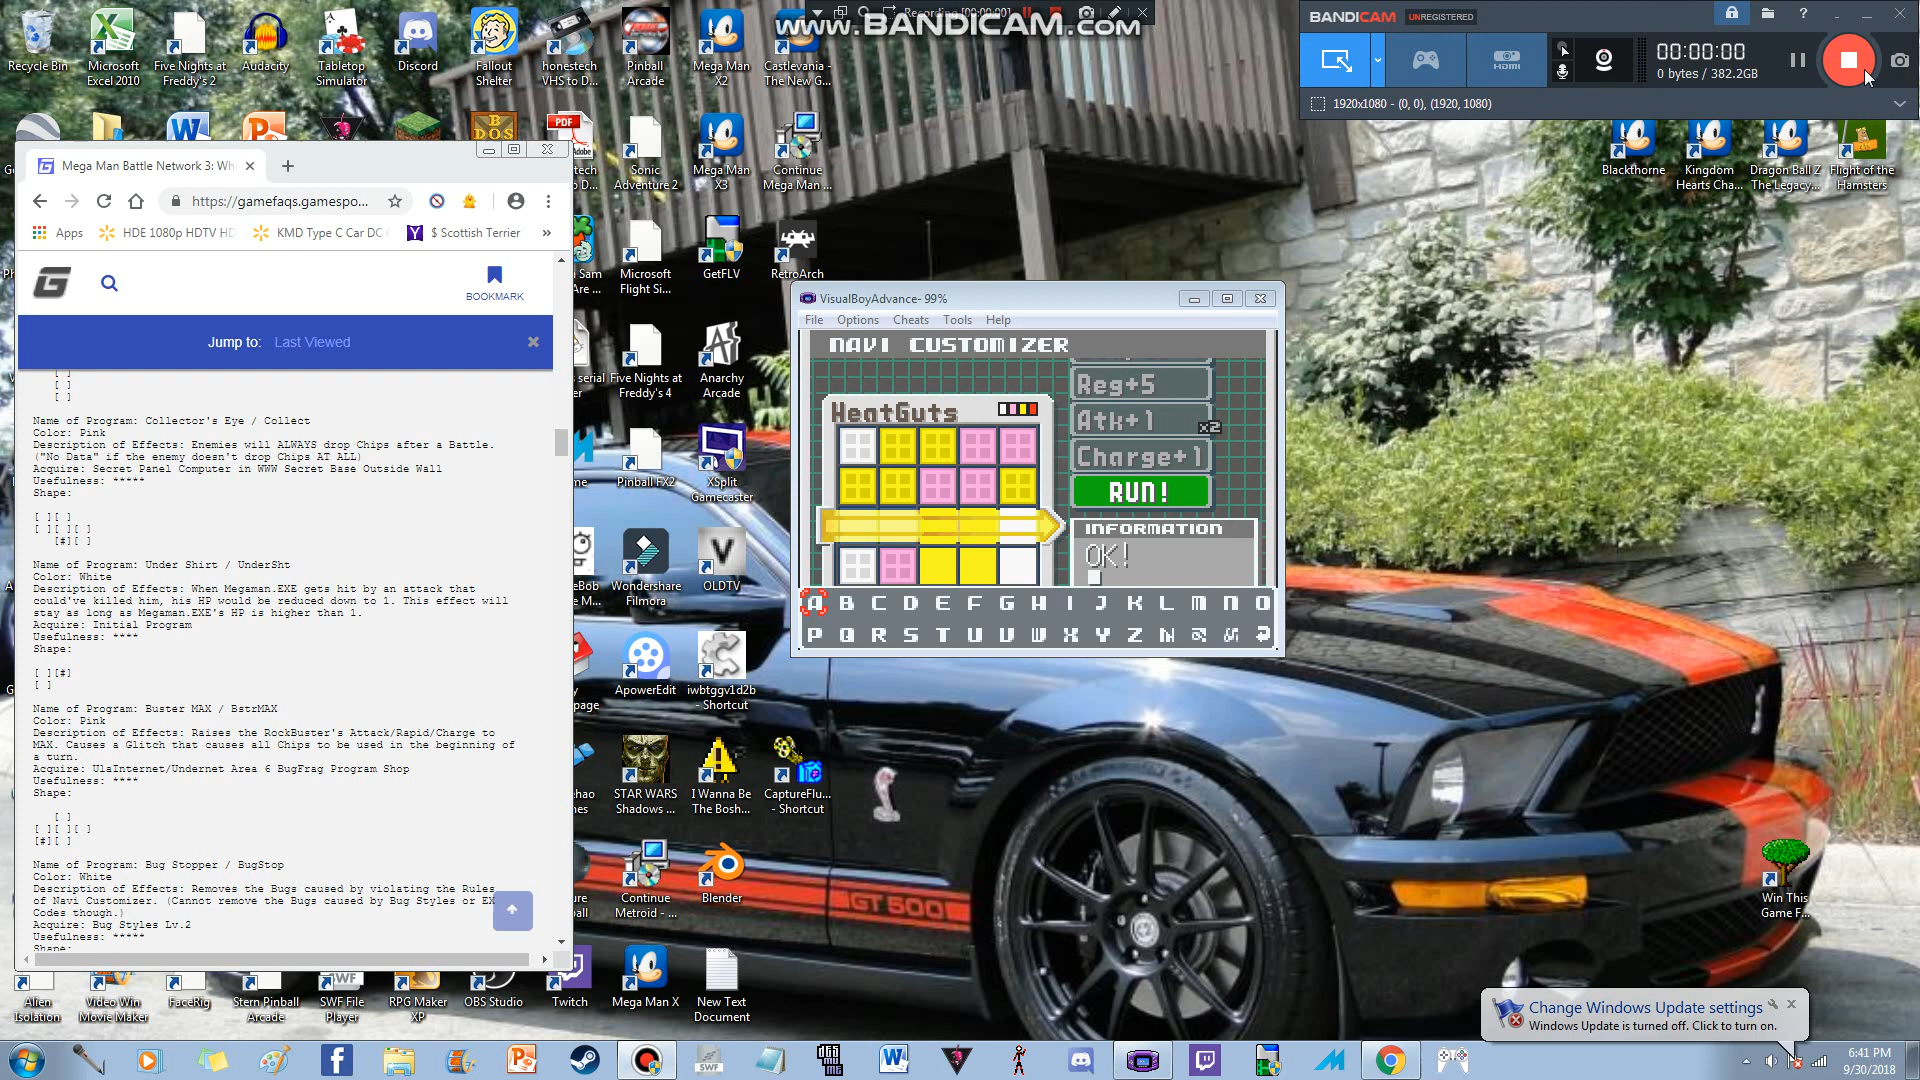 Recycle Bin
Microsoft Excel 2010
Five Nights at Freddy's 2
Audacity
Tabletop Simulator
Discord
Fallout Shelter
honestech VHS to D...
Pinball Arcade
Mega Man X2
Castlevania - The New G...
Recording [00:00:00]
www.BANDICAM.com
BANDICAM UNREGISTERED
HDMI
00:00:00
0 bytes / 382.2GB
1920x1080 - (0, 0), (1920, 1080)
Sonic Adventure 2
Mega Man X3
Continue Mega Man ...
Blackthorne
Kingdom Hearts Cha...
Dragon Ball Z The Legacy...
Flight of the Hamsters
Mega Man Battle Network 3: Wh
https://gamefaqs.gamespo...
Apps
HDE 1080p HDTV HD
KMD Type C Car DC
$ Scottish Terrier
BOOKMARK
Jump to: Last Viewed
Microsoft Flight Si...
GetFLV
RetroArch
Five Nights at Freddy's 4
Anarchy Arcade
Pinball FX2
XSplit Gamecaster
Wondershare Filmora
OLDTV
ApowerEdit
iwbtggv1d2b - Shortcut
STAR WARS Shadows ...
I Wanna Be The Bosh...
CaptureFlu... - Shortcut
Continue Metroid - ...
Blender
[ ]
[ ]
[ ]
Name of Program: Collector's Eye / Collect
Color: Pink
Description of Effects: Enemies will ALWAYS drop Chips after a Battle.
("No Data" if the enemy doesn't drop Chips AT ALL)
Acquire: Secret Panel Computer in WWW Secret Base Outside Wall
Usefulness: *****
Shape:
[ ][ ]
[ ][ ][ ]
[#][ ]
Name of Program: Under Shirt / UnderSht
Color: White
Description of Effects: When Megaman.EXE gets hit by an attack that
could've killed him, his HP would be reduced down to 1. This effect will
stay as long as Megaman.EXE's HP is higher than 1.
Acquire: Initial Program
Usefulness: ****
Shape:
[ ][#]
[ ]
Name of Program: Buster MAX / BstrMAX
Color: Pink
Description of Effects: Raises the RockBuster's Attack/Rapid/Charge to
MAX. Causes a Glitch that causes all Chips to be used in the beginning of
a turn.
Acquire: UlaInternet/Undernet Area 6 BugFrag Program Shop
Usefulness: ****
Shape:
[ ]
[ ][ ][ ]
[#][ ]
Name of Program: Bug Stopper / BugStop
Color: White
Description of Effects: Removes the Bugs caused by violating the Rules
of Navi Customizer. (Cannot remove the Bugs caused by Bug Styles or EX
Codes though.)
Acquire: Bug Styles Lv.2
Usefulness: *****
Shape:
VisualBoyAdvance- 99%
File Options Cheats Tools Help
NAVI CUSTOMIZER
HeatGuts
Reg+5
Atk+1
x2
Charge+1
RUN!
INFORMATION
OK!
A B C D E F G H I J K L M N O
P Q R S T U V W X Y Z
GT 500
Win This Game F...
Alien Isolation
Video Win Movie Maker
FaceRig
Stern Pinball Arcade
SWF File Player
RPG Maker XP
OBS Studio
Twitch
Mega Man X
New Text Document
Change Windows Update settings
Windows Update is turned off. Click to turn on.
6:41 PM
9/30/2018